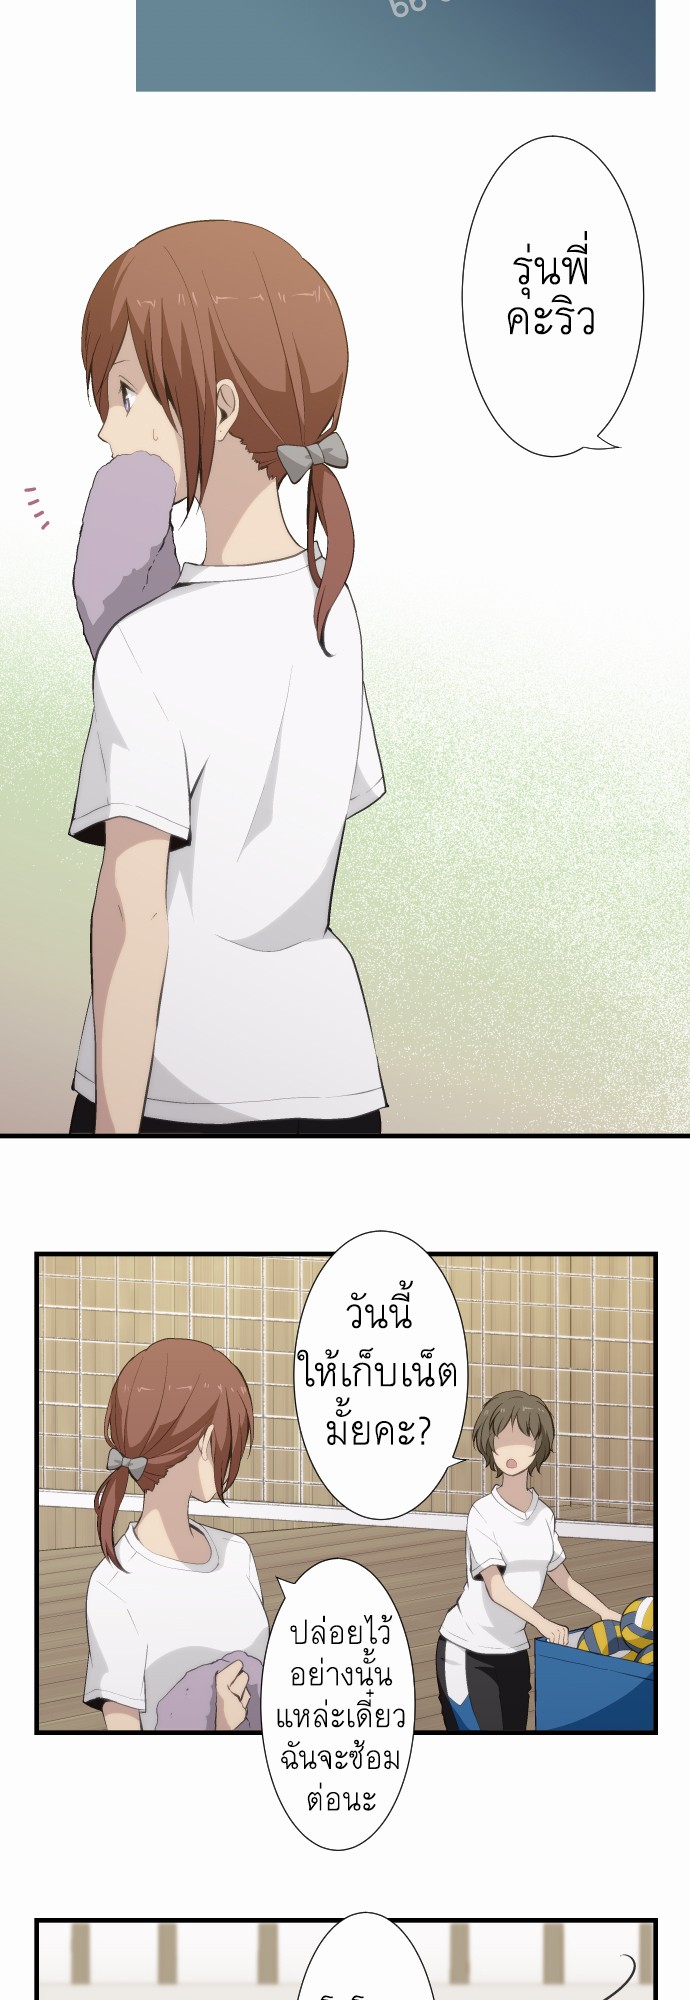 รุ่นพี่
คะริว
วันนี้
ให้เก็บเน็ต
มั้ยคะ?
ปล่อยไว้
อย่างนั้น
แหล่ะเดี๋ยว
ฉันจะซ้อม
ต่อนะ